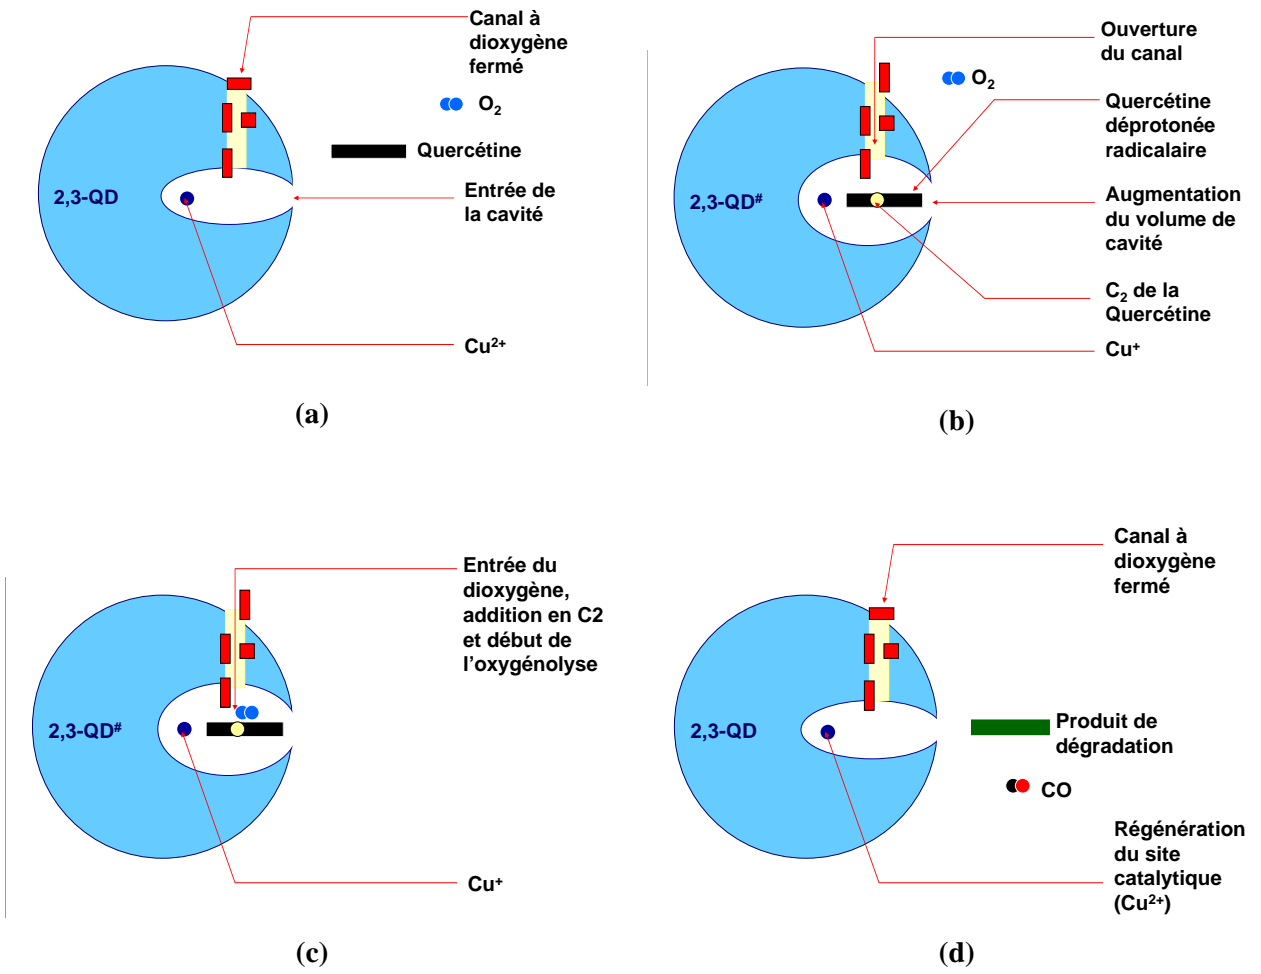 Canal à
dioxygène
fermé
O2
Quercétine
2,3-QD
Entrée de
la cavité
Cu2+
(a)
Ouverture
du canal
O2
Quercétine
déprotonée
radicalaire
2,3-QD#
Augmentation
du volume de
cavité
C2 de la
Quercétine
Cu+
(b)
Entrée du
dioxygène,
addition en C2
et début de
l'oxygénolyse
2,3-QD#
Cu+
(c)
Canal à
dioxygène
fermé
2,3-QD
Produit de
dégradation
CO
Régénération
du site
catalytique
(Cu2+)
(d)